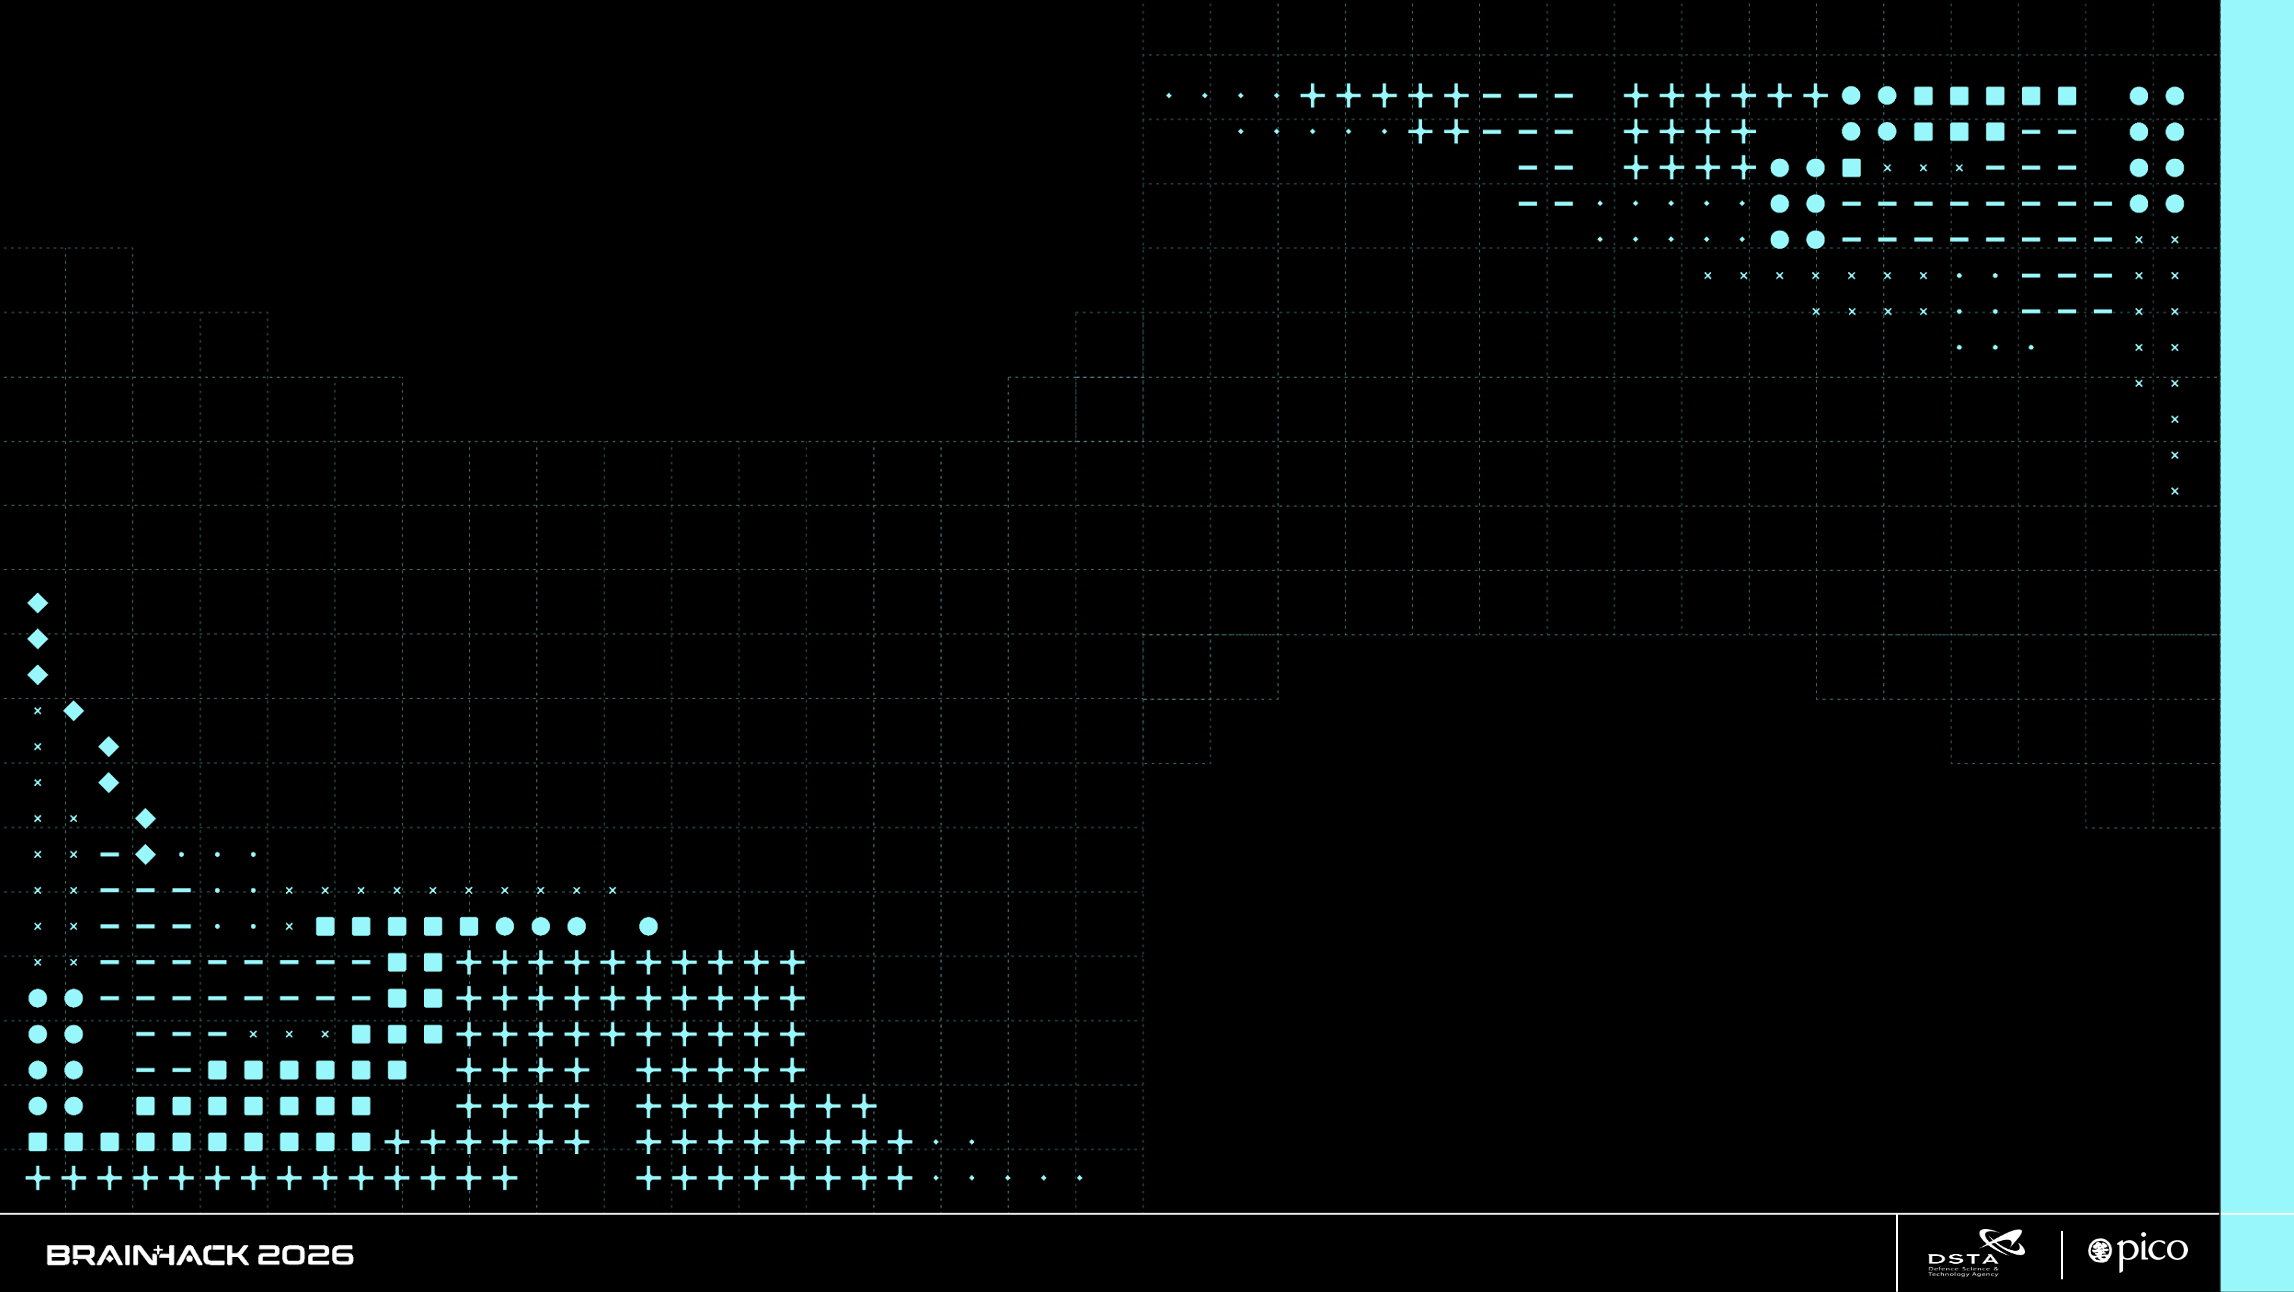 BRAINHACK 2026
DSTA
Defence Science &
Technology Agency
pico